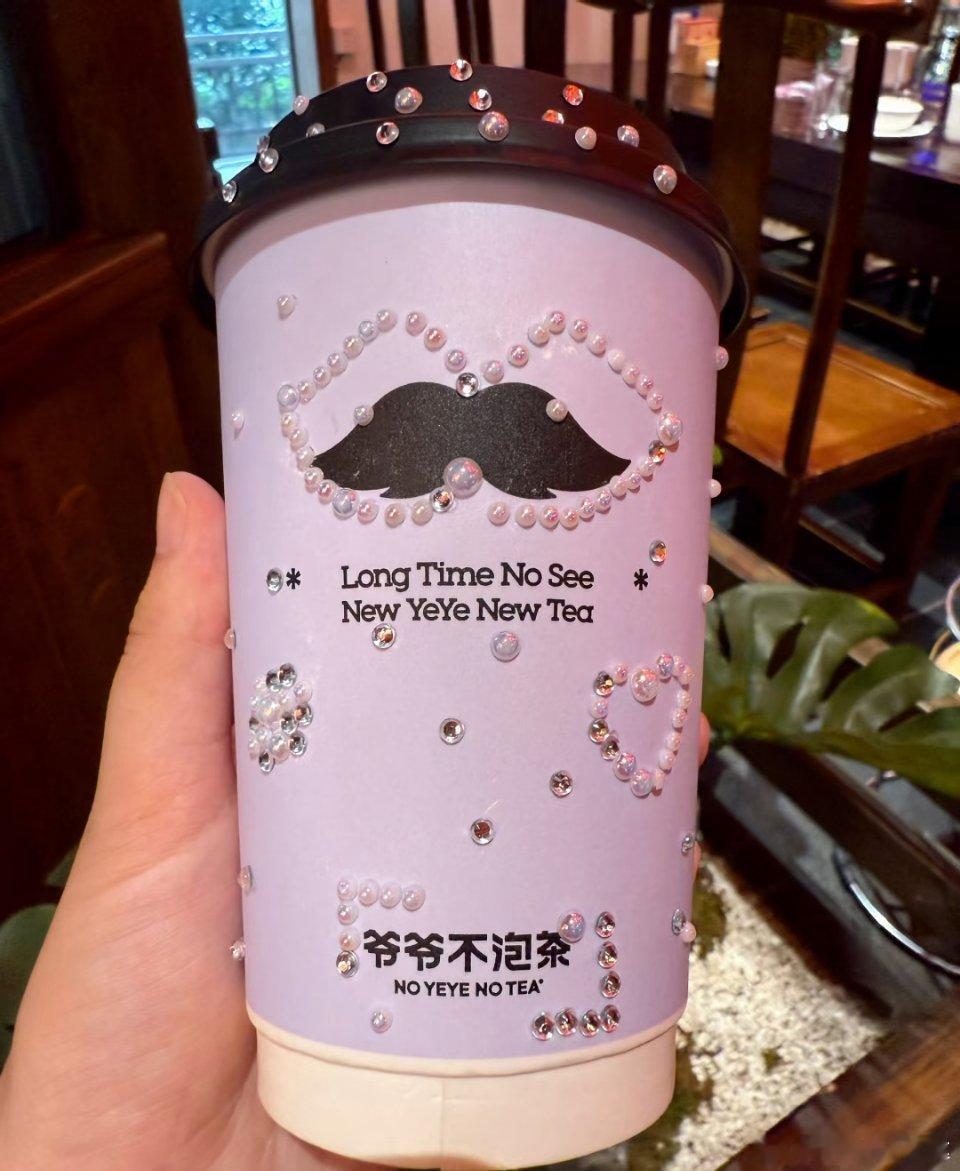 * Long Time No See *
New YeYe New Tea
爷爷不泡茶
NO YEYE NO TEA°